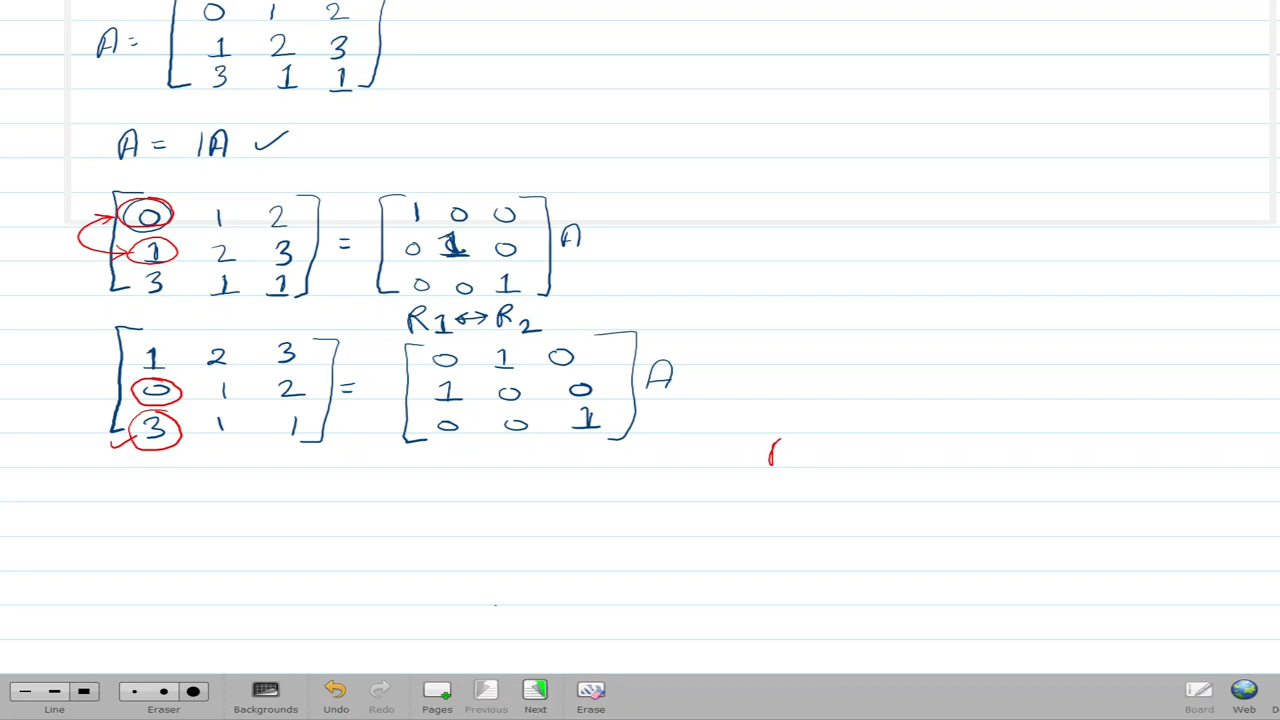 0 1 2
A = 1 2 3
3 1 1
A = IA ✓
0 1 2 1 0 0
1 2 3 = 0 1 0 A
3 1 1 0 0 1
R1 ↔ R2
1 2 3 0 1 0
0 1 2 = 1 0 0 A
3 1 1 0 0 1
Line Eraser Backgrounds Undo Redo Pages Previous Next Erase Board Web